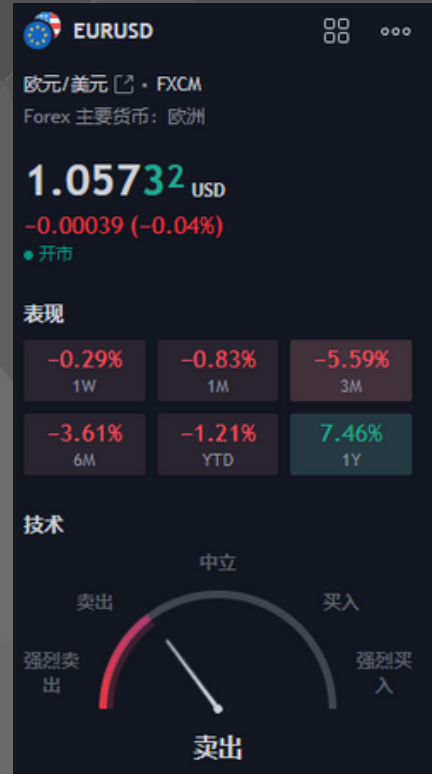 EURUSD
欧元/美元 · FXCM
Forex 主要货币：欧洲
1.05732 USD
−0.00039 (−0.04%)
开市
表现
−0.29% −0.83% −5.59%
1W 1M 3M
−3.61% −1.21% 7.46%
6M YTD 1Y
技术
中立
卖出 买入
强烈卖出 强烈买入
卖出